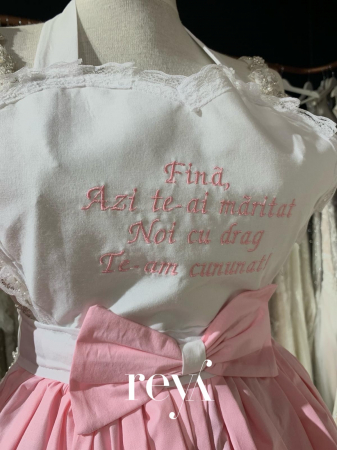 Fină,
Azi te-ai măritat
Noi cu drag
Te-am cununat!
reya